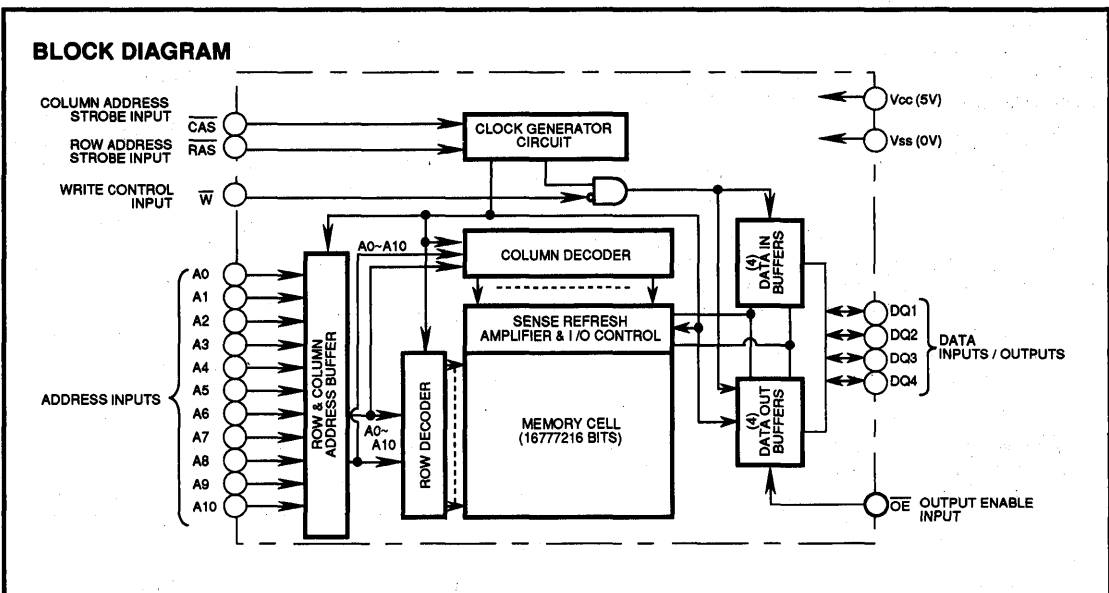 BLOCK DIAGRAM
COLUMN ADDRESS
STROBE INPUT
CAS
ROW ADDRESS
STROBE INPUT
RAS
WRITE CONTROL
INPUT
W
CLOCK GENERATOR
CIRCUIT
Vcc (5V)
Vss (0V)
A0~A10
COLUMN DECODER
(4)
DATA IN
BUFFERS
ADDRESS INPUTS
A0
A1
A2
A3
A4
A5
A6
A7
A8
A9
A10
ROW & COLUMN
ADDRESS BUFFER
A0~
A10
ROW DECODER
SENSE REFRESH
AMPLIFIER & I/O CONTROL
MEMORY CELL
(16777216 BITS)
(4)
DATA OUT
BUFFERS
DQ1
DQ2
DQ3
DQ4
DATA
INPUTS / OUTPUTS
OE
OUTPUT ENABLE
INPUT